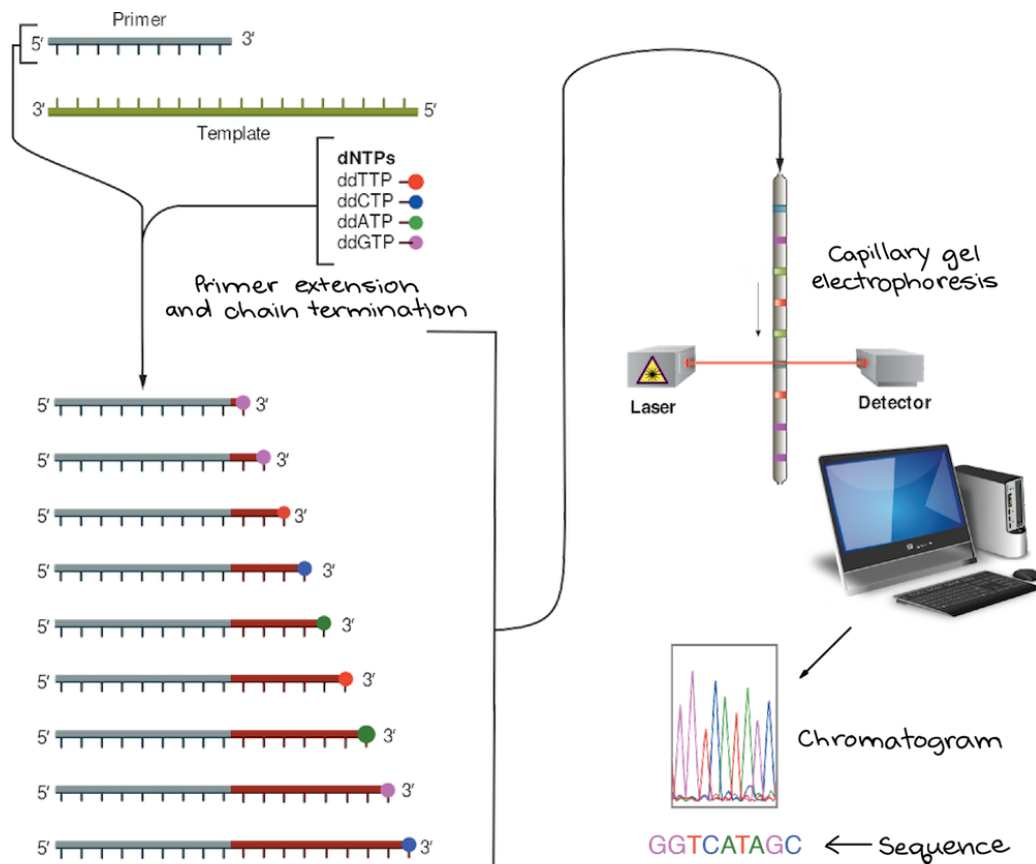 Primer
5′ 3′
3′ 5′
Template
dNTPs
ddTTP
ddCTP
ddATP
ddGTP
Primer extension
and chain termination
5′ 3′
5′ 3′
5′ 3′
5′ 3′
5′ 3′
5′ 3′
5′ 3′
5′ 3′
5′ 3′
Capillary gel
electrophoresis
Laser
Detector
Chromatogram
GGTCATAGC ← Sequence